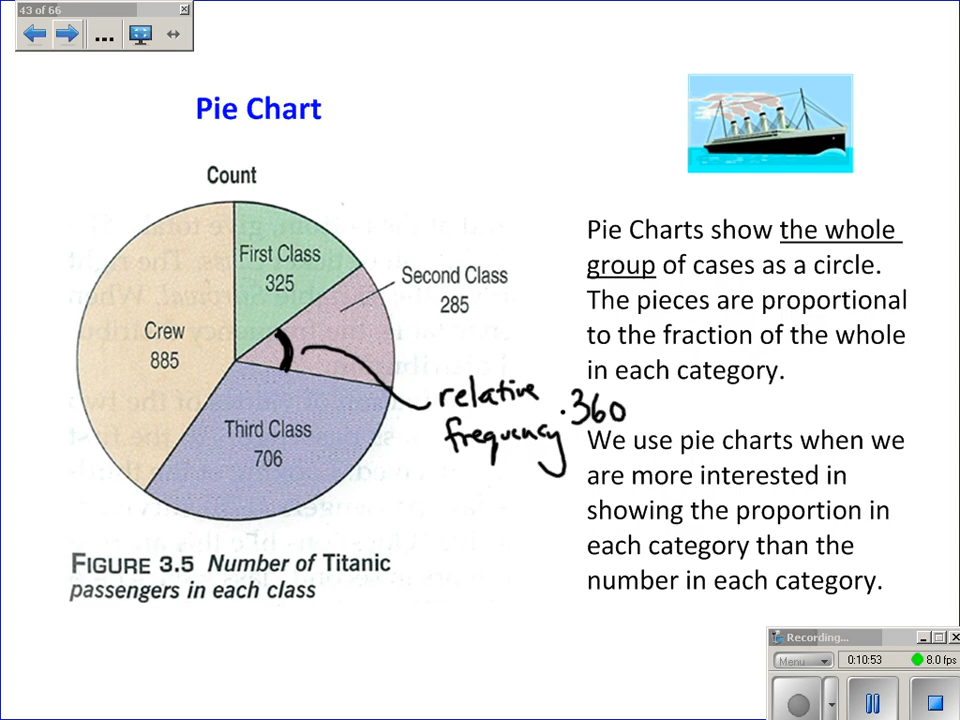 43 of 66
...
Pie Chart
Count
First Class
325
Second Class
285
Crew
885
Third Class
706
relative
frequency · 360
FIGURE 3.5 Number of Titanic
passengers in each class
Pie Charts show the whole
group of cases as a circle.
The pieces are proportional
to the fraction of the whole
in each category.
We use pie charts when we
are more interested in
showing the proportion in
each category than the
number in each category.
Recording...
Menu
0:10:53
8.0 fps